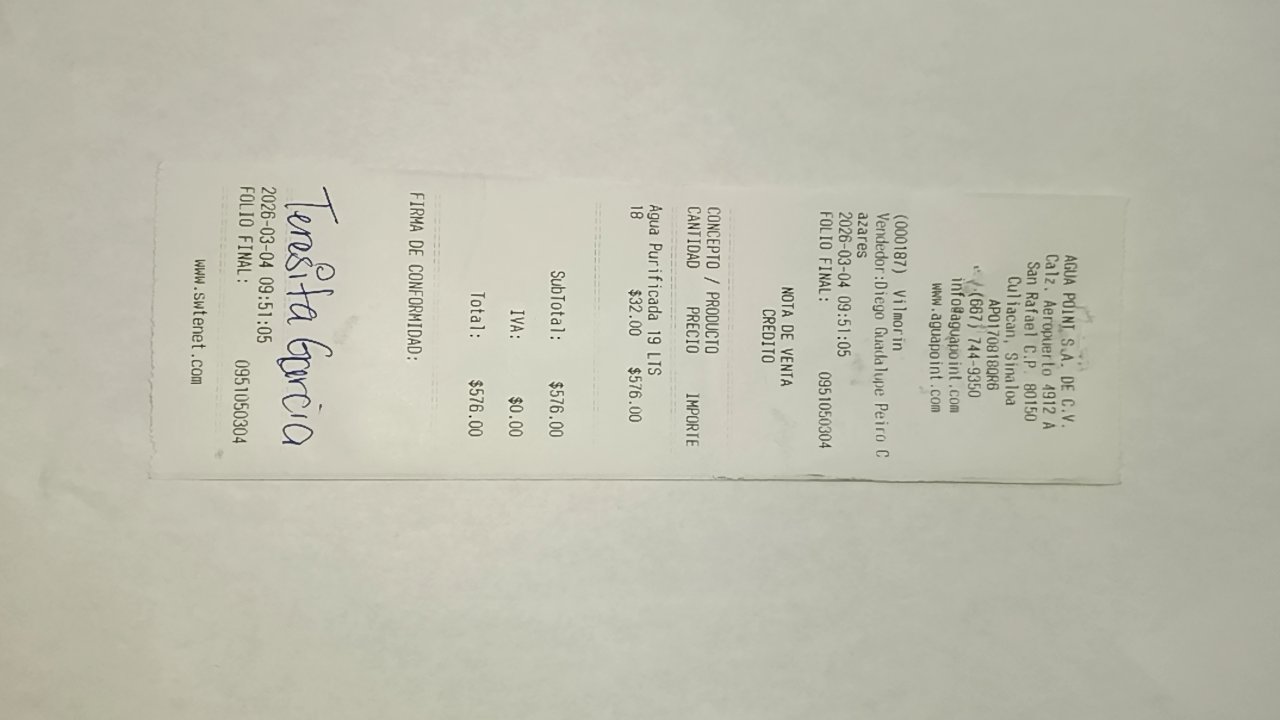 AGUA POINT S.A. DE C.V.
Calz. Aeropuerto 4912 A
San Rafael C.P. 80150
Culiacan, Sinaloa
APO170818QR6
(667) 744-9350
info@aguapoint.com
www.aguapoint.com
(000187) Vilmorin
Vendedor:Diego Guadalupe Peiro C
azares
2026-03-04 09:51:05
FOLIO FINAL: 0951050304
NOTA DE VENTA
CREDITO
CONCEPTO / PRODUCTO
CANTIDAD PRECIO IMPORTE
Agua Purificada 19 LTS
18 $32.00 $576.00
SubTotal: $576.00
IVA: $0.00
Total: $576.00
FIRMA DE CONFORMIDAD:
Teresita Garcia
2026-03-04 09:51:05
FOLIO FINAL: 0951050304
www.swtenet.com